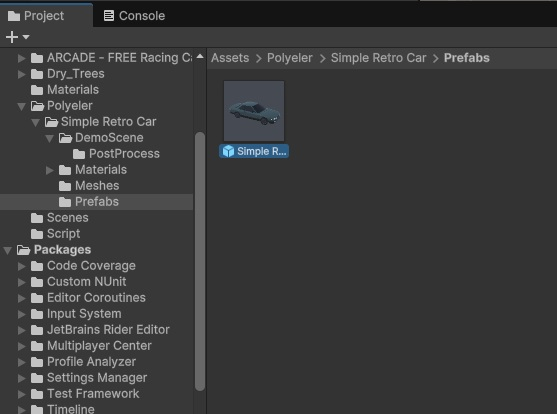 Project
Console
ARCADE - FREE Racing Ca
Assets > Polyeler > Simple Retro Car > Prefabs
Dry_Trees
Materials
Polyeler
Simple Retro Car
DemoScene
PostProcess
Materials
Meshes
Prefabs
Simple R...
Scenes
Script
Packages
Code Coverage
Custom NUnit
Editor Coroutines
Input System
JetBrains Rider Editor
Multiplayer Center
Profile Analyzer
Settings Manager
Test Framework
Timeline